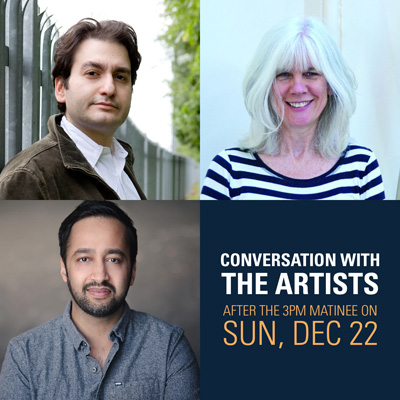 CONVERSATION WITH
THE ARTISTS
AFTER THE 3PM MATINEE ON
SUN, DEC 22